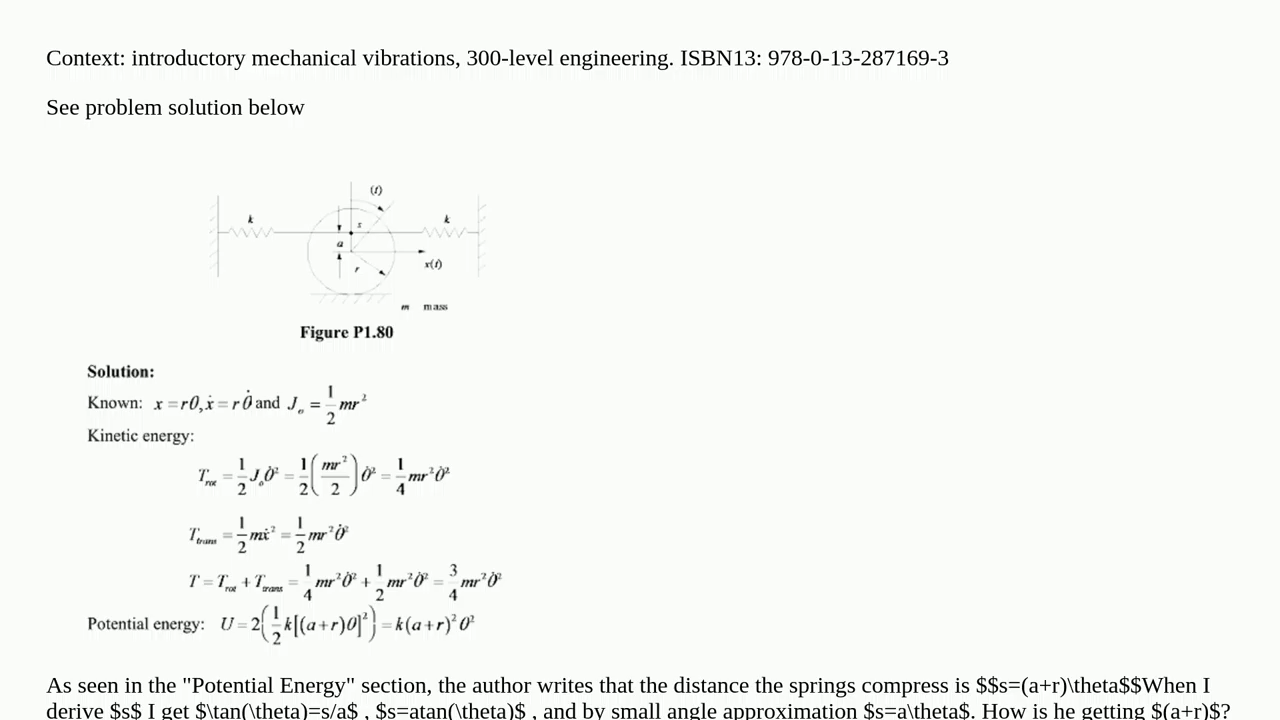 Context: introductory mechanical vibrations, 300-level engineering. ISBN13: 978-0-13-287169-3
See problem solution below
(t)
k
k
s
a
x(t)
r
m mass
Figure P1.80
Solution:
Known: x = rθ, ẋ = rθ̇ and J_o = 1/2 mr²
Kinetic energy:
T_rot = 1/2 J_o θ̇² = 1/2 (mr²/2) θ̇² = 1/4 mr²θ̇²
T_trans = 1/2 mẋ² = 1/2 mr²θ̇²
T = T_rot + T_trans = 1/4 mr²θ̇² + 1/2 mr²θ̇² = 3/4 mr²θ̇²
Potential energy: U = 2(1/2 k[(a+r)θ]²) = k(a+r)²θ²
As seen in the "Potential Energy" section, the author writes that the distance the springs compress is $$s=(a+r)\theta$$When I
derive $s$ I get $\tan(\theta)=s/a$ , $s=atan(\theta)$ , and by small angle approximation $s=a\theta$. How is he getting $(a+r)$?